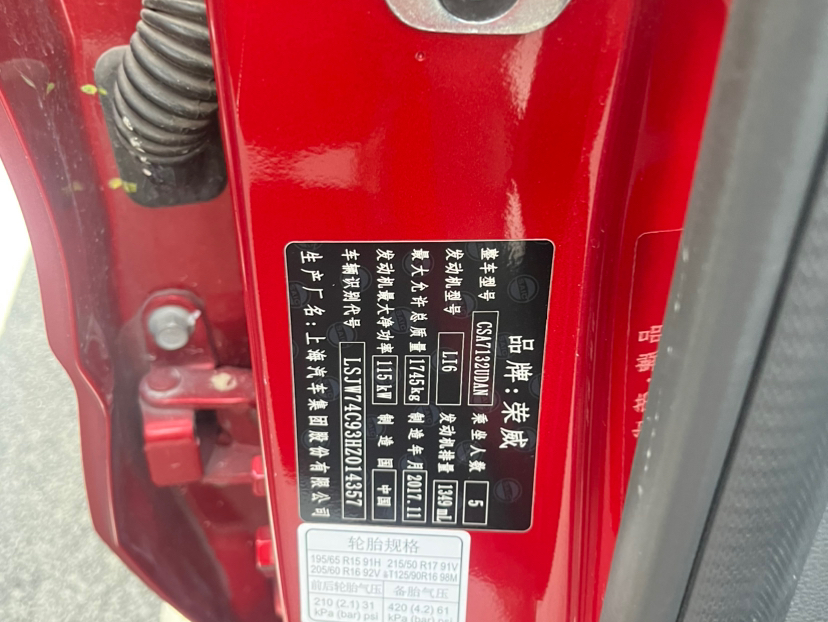 品牌:荣威
整车型号 CSA7132UDAN 乘坐人数 5
发动机型号 LI6 发动机排量 1349 mL
最大允许总质量 1745kg 制造年月 2017.11
发动机最大净功率 115 kW 制造国 中国
车辆识别代号 LSJW74C93HZ014357
生产厂名:上海汽车集团股份有限公司
轮胎规格
195/65 R15 91H 215/50 R17 91V
205/60 R16 92V &T125/90R16 98M
前后轮胎气压 备胎气压
210 (2.1) 31 420 (4.2) 61
kPa (bar) psi kPa (bar) psi